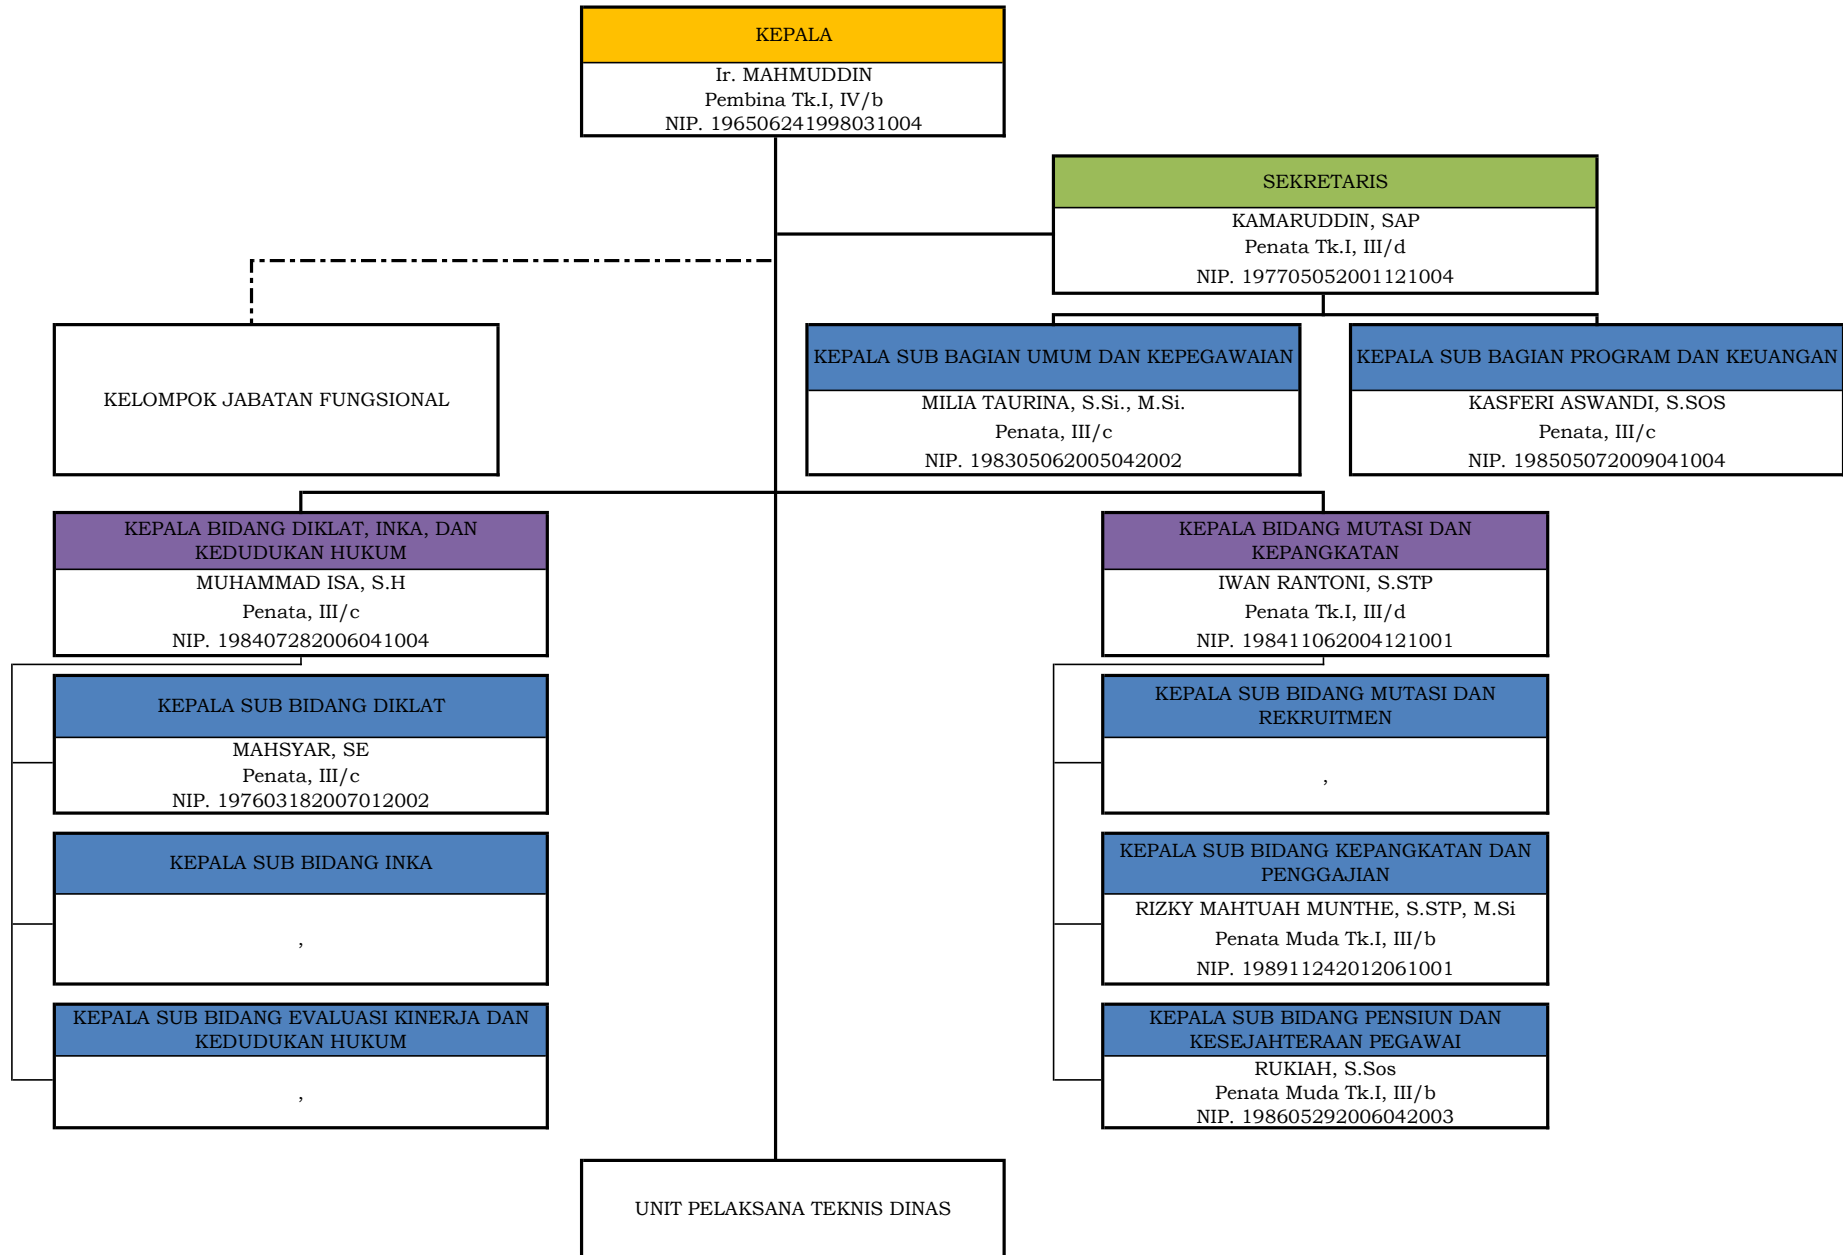 KEPALA
Ir. MAHMUDDIN
Pembina Tk.I, IV/b
NIP. 196506241998031004
SEKRETARIS
KAMARUDDIN, SAP
Penata Tk.I, III/d
NIP. 197705052001121004
KELOMPOK JABATAN FUNGSIONAL
KEPALA SUB BAGIAN UMUM DAN KEPEGAWAIAN
MILIA TAURINA, S.Si., M.Si.
Penata, III/c
NIP. 198305062005042002
KEPALA SUB BAGIAN PROGRAM DAN KEUANGAN
KASFERI ASWANDI, S.SOS
Penata, III/c
NIP. 198505072009041004
KEPALA BIDANG DIKLAT, INKA, DAN
KEDUDUKAN HUKUM
MUHAMMAD ISA, S.H
Penata, III/c
NIP. 198407282006041004
KEPALA SUB BIDANG DIKLAT
MAHSYAR, SE
Penata, III/c
NIP. 197603182007012002
KEPALA SUB BIDANG INKA
,
KEPALA SUB BIDANG EVALUASI KINERJA DAN
KEDUDUKAN HUKUM
,
KEPALA BIDANG MUTASI DAN
KEPANGKATAN
IWAN RANTONI, S.STP
Penata Tk.I, III/d
NIP. 198411062004121001
KEPALA SUB BIDANG MUTASI DAN
REKRUITMEN
,
KEPALA SUB BIDANG KEPANGKATAN DAN
PENGGAJIAN
RIZKY MAHTUAH MUNTHE, S.STP, M.Si
Penata Muda Tk.I, III/b
NIP. 198911242012061001
KEPALA SUB BIDANG PENSIUN DAN
KESEJAHTERAAN PEGAWAI
RUKIAH, S.Sos
Penata Muda Tk.I, III/b
NIP. 198605292006042003
UNIT PELAKSANA TEKNIS DINAS